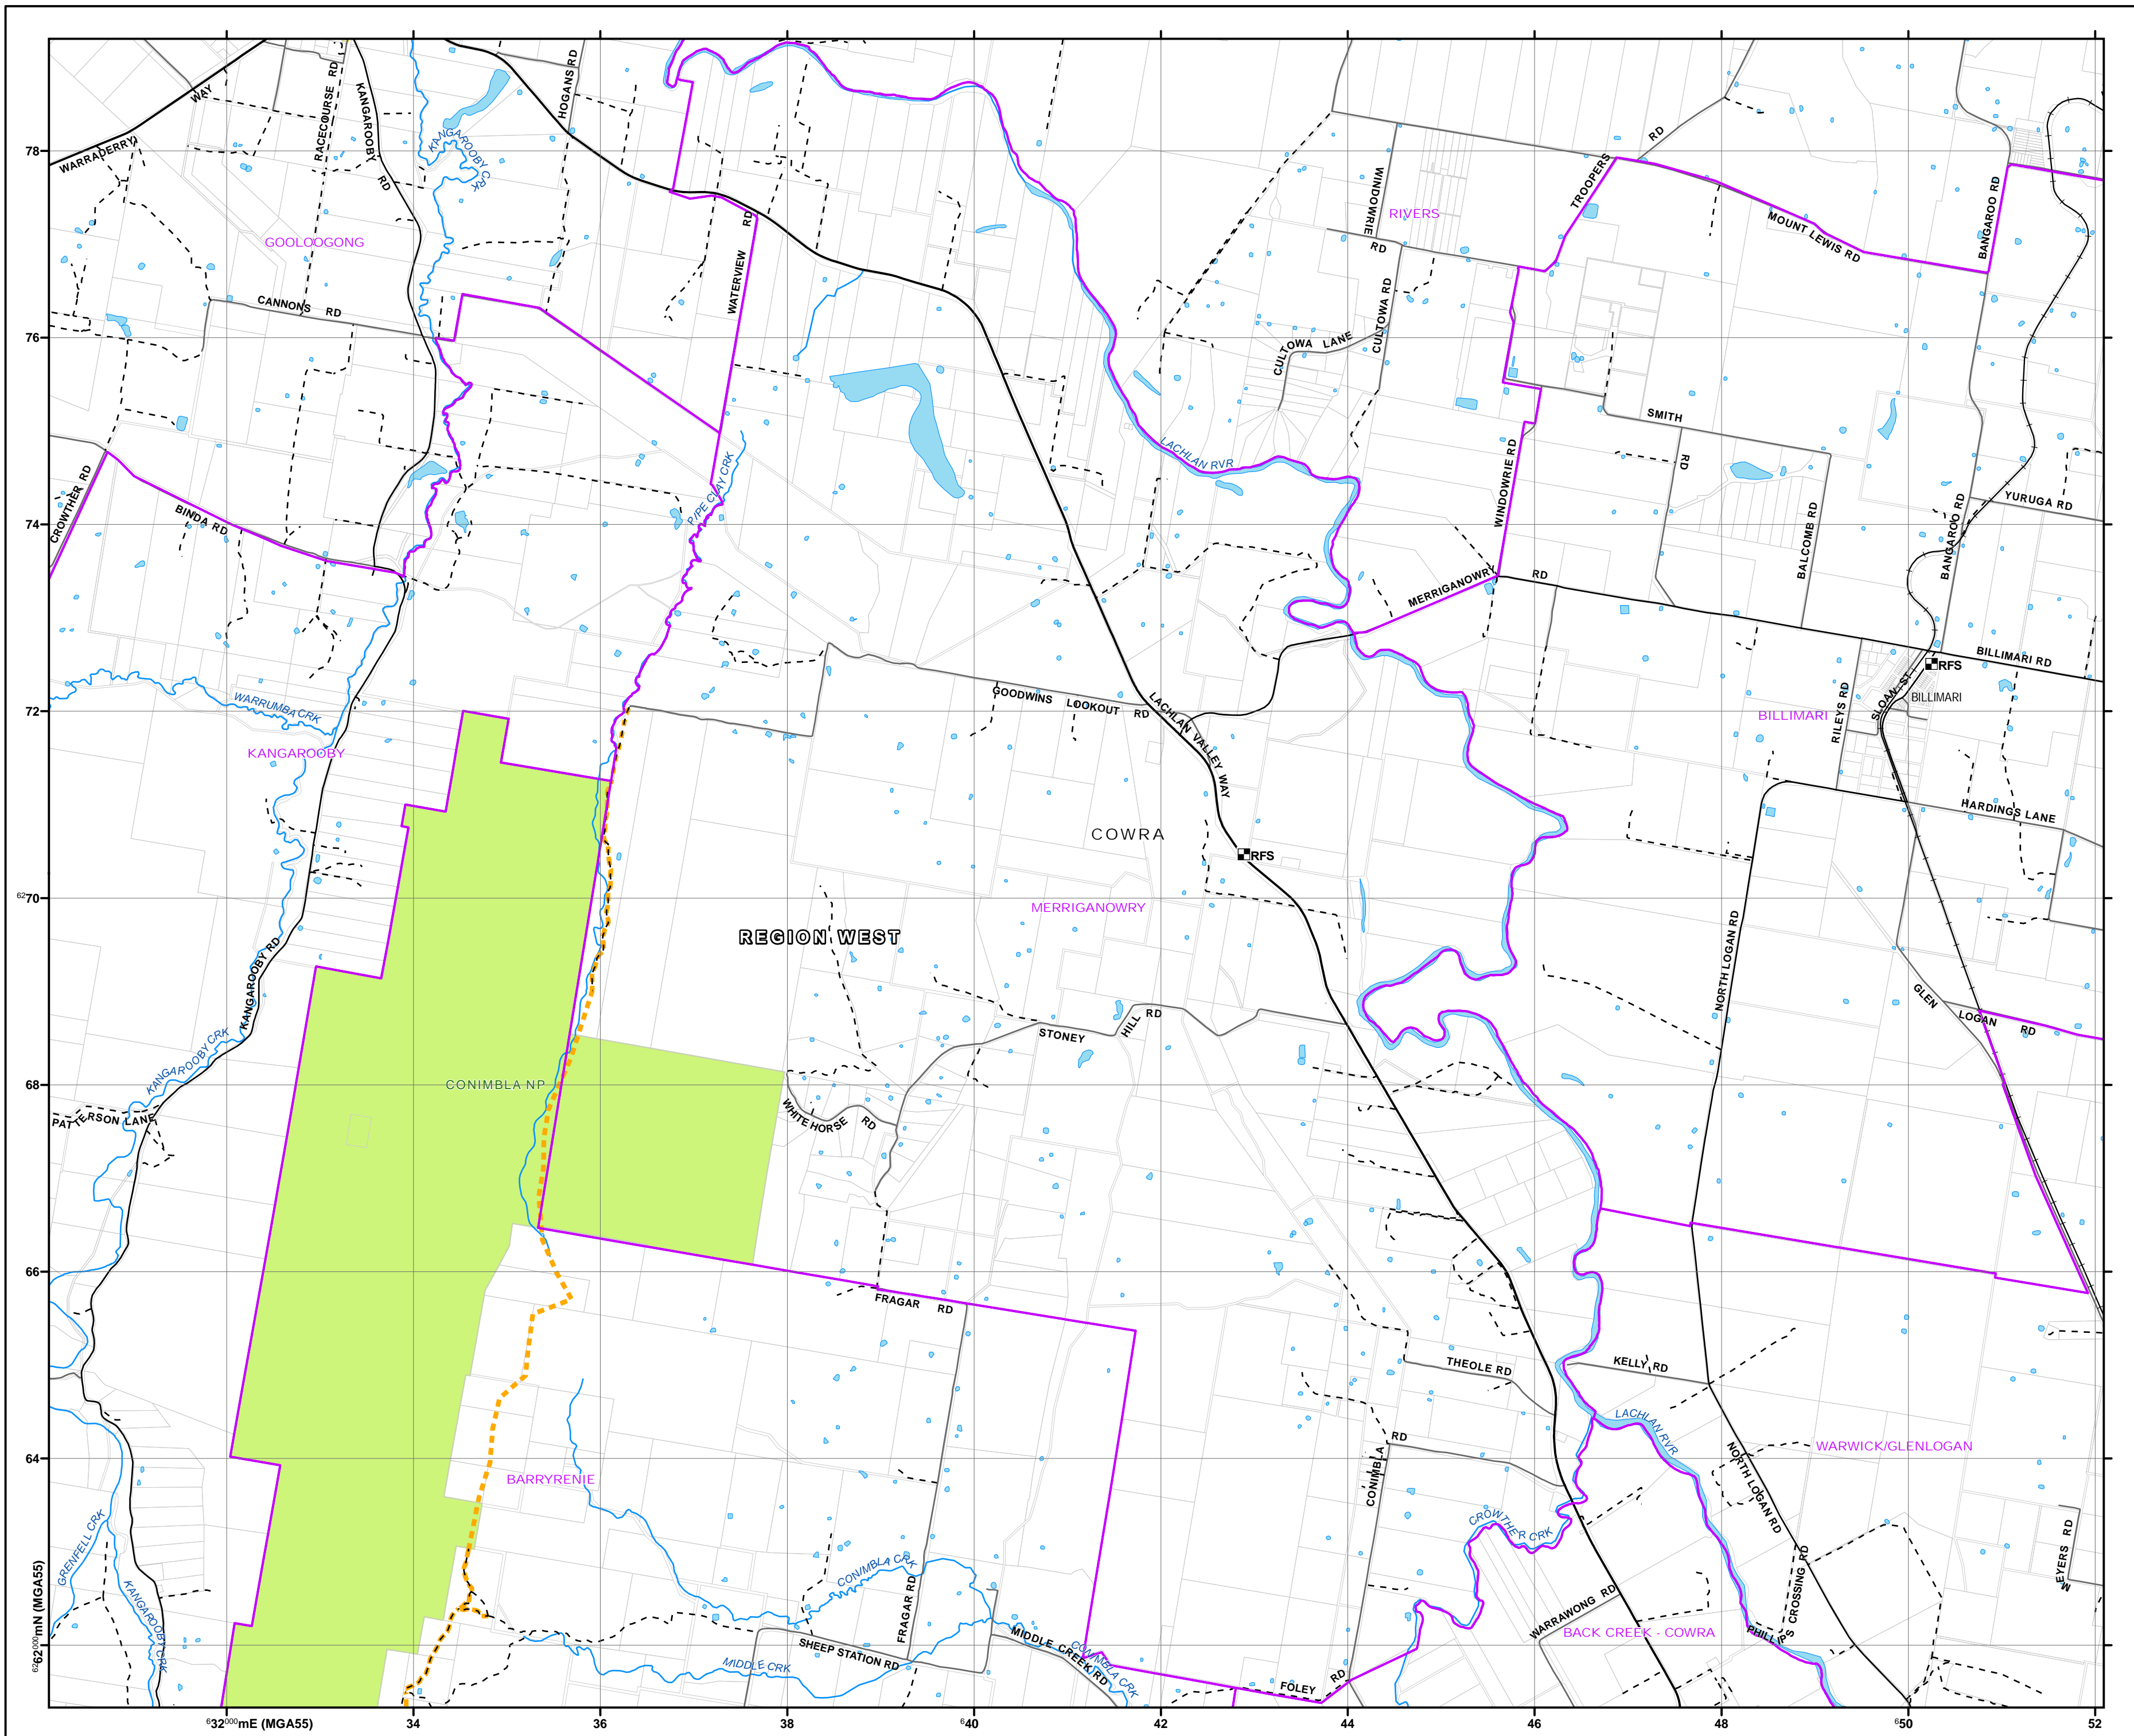 WAY
WARRADERRY
RACECOURSE RD
KANGAROOBY
RD
KANGAROOBY
CRK
HOGANS RD
78
GOOLOOGONG
CANNONS RD
WATERVIEW
RD
WINDOWRIE
RD
RIVERS
TROOPERS
RD
MOUNT LEWIS RD
BANGAROO RD
76
CULTOWA RD
CULTOWA LANE
SMITH
RD
LACHLAN RVR
WINDOWRIE RD
CROWTHER RD
BINDA RD
PIPE CLAY CRK
74
BALCOMB RD
BANGAROO RD
YURUGA RD
MERRIGANOWRY
RD
BILLIMARI RD
RFS
SLOAN ST
BILLIMARI
WARRUMBA CRK
72
KANGAROOBY
GOODWINS LOOKOUT RD
LACHLAN VALLEY WAY
BILLIMARI
RILEYS RD
HARDINGS LANE
COWRA
RFS
6270
MERRIGANOWRY
REGION WEST
KANGAROOBY RD
NORTH LOGAN RD
GLEN
LOGAN RD
STONEY
HILL RD
KANGAROOBY CRK
68
CONIMBLA NP
PATTERSON LANE
WHITEHORSE RD
66
FRAGAR RD
THEOLE RD
KELLY RD
LACHLAN RVR
64
RD
CONIMBLA
NORTH LOGAN RD
WARWICK/GLENLOGAN
BARRYRENIE
GRENFELL CRK
KANGAROOBY CRK
CROWTHER CRK
CONIMBLA CRK
FRAGAR RD
MEYERS RD
WARRAWONG RD
BACK CREEK - COWRA
PHILLIPS CROSSING RD
6262000mN (MGA55)
SHEEP STATION RD
MIDDLE CREEK RD
MIDDLE CRK
CONIMBLA CRK
FOLEY
RD
632000mE (MGA55)
34
36
38
640
42
44
46
48
650
52